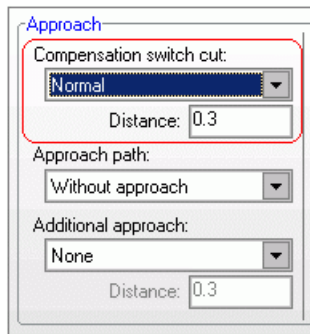 Approach
Compensation switch cut:
Normal
Distance: 0.3
Approach path:
Without approach
Additional approach:
None
Distance: 0.3